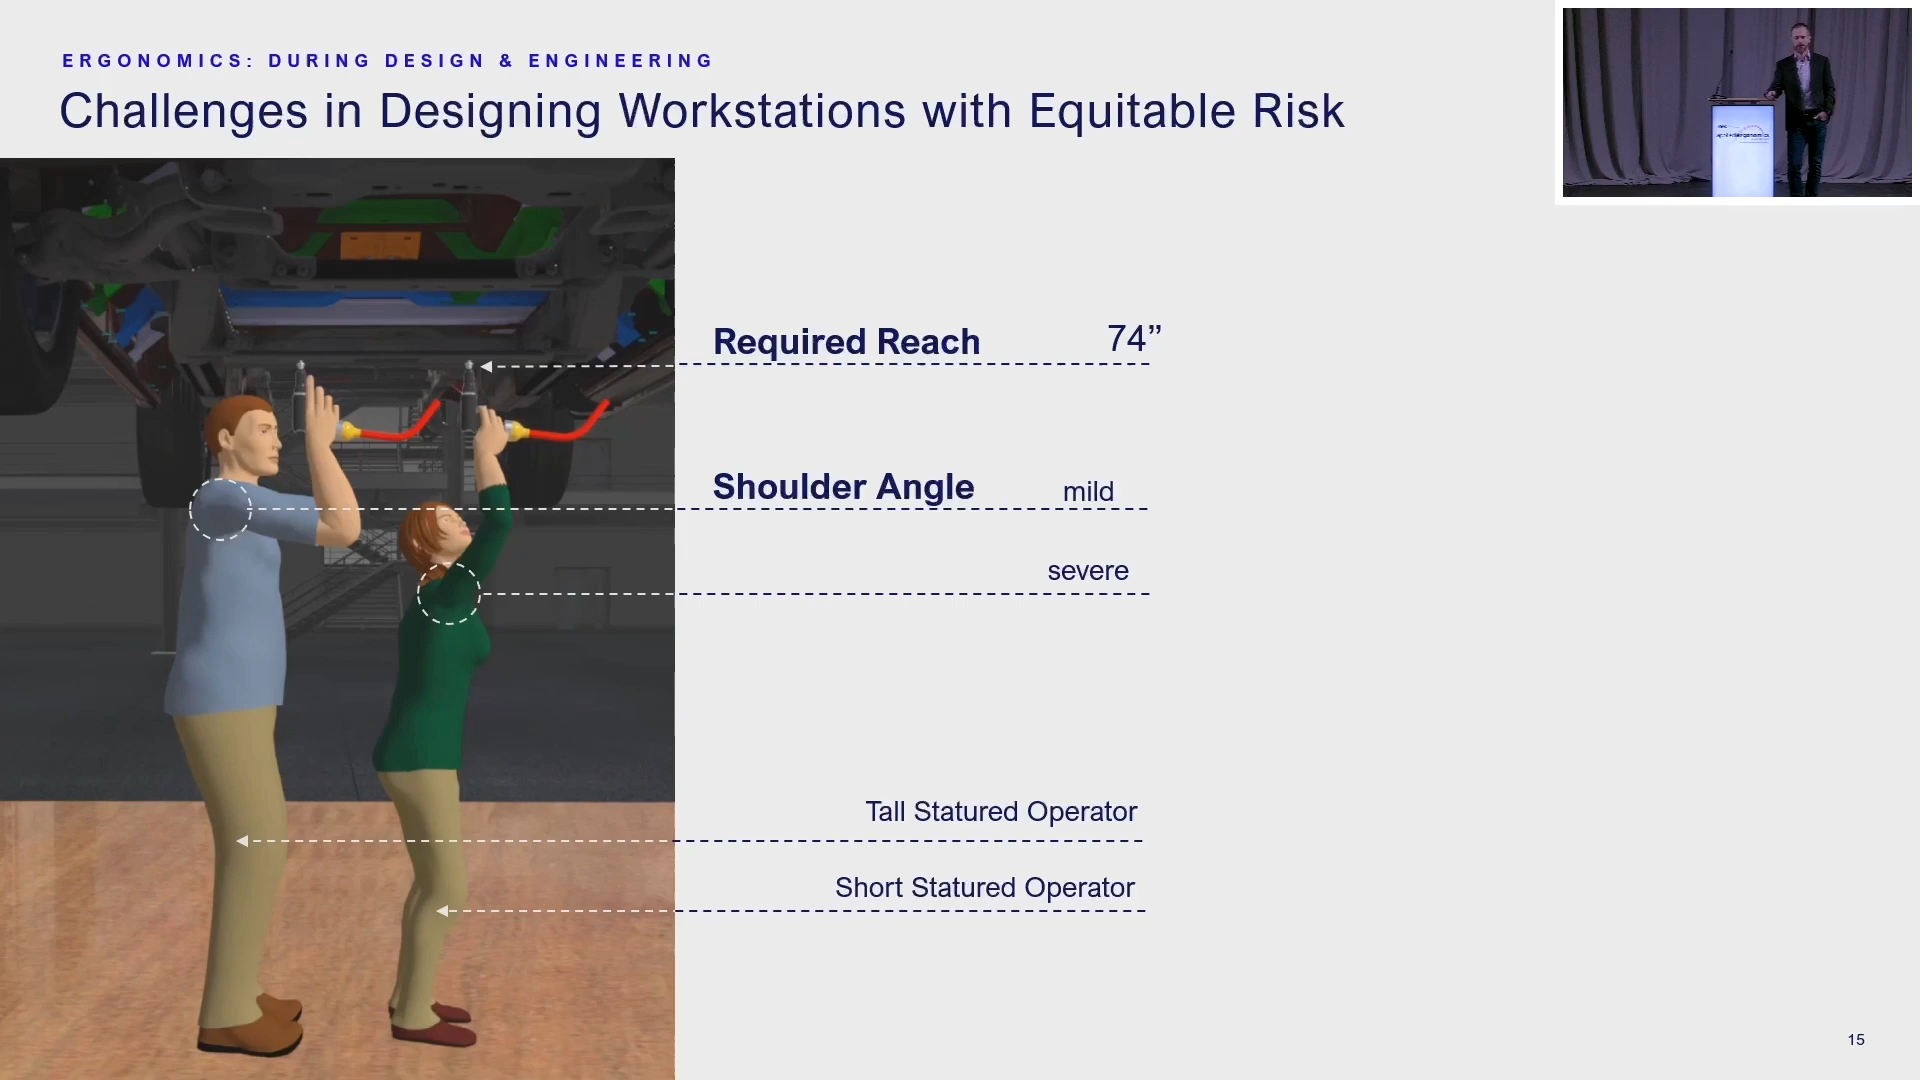 ERGONOMICS: DURING DESIGN & ENGINEERING
Challenges in Designing Workstations with Equitable Risk
Required Reach 74”
Shoulder Angle mild
severe
Tall Statured Operator
Short Statured Operator
15